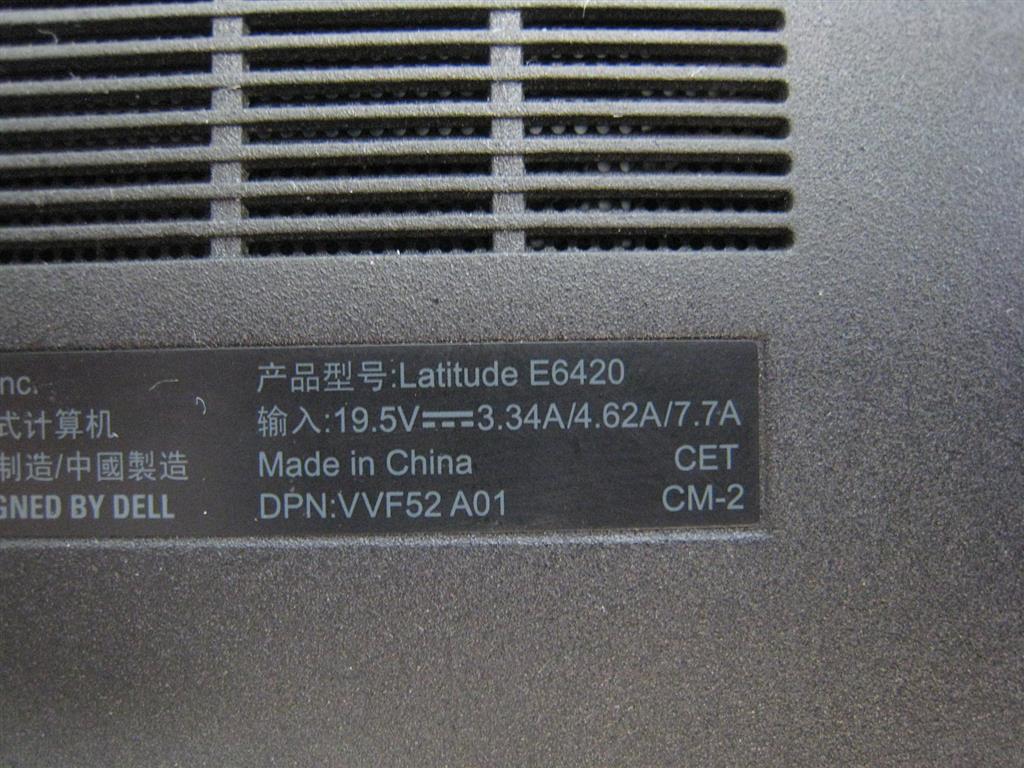 nc.
式计算机
制造/中國製造
GNED BY DELL
产品型号:Latitude E6420
输入:19.5V⎓3.34A/4.62A/7.7A
Made in China
CET
DPN:VVF52 A01
CM-2